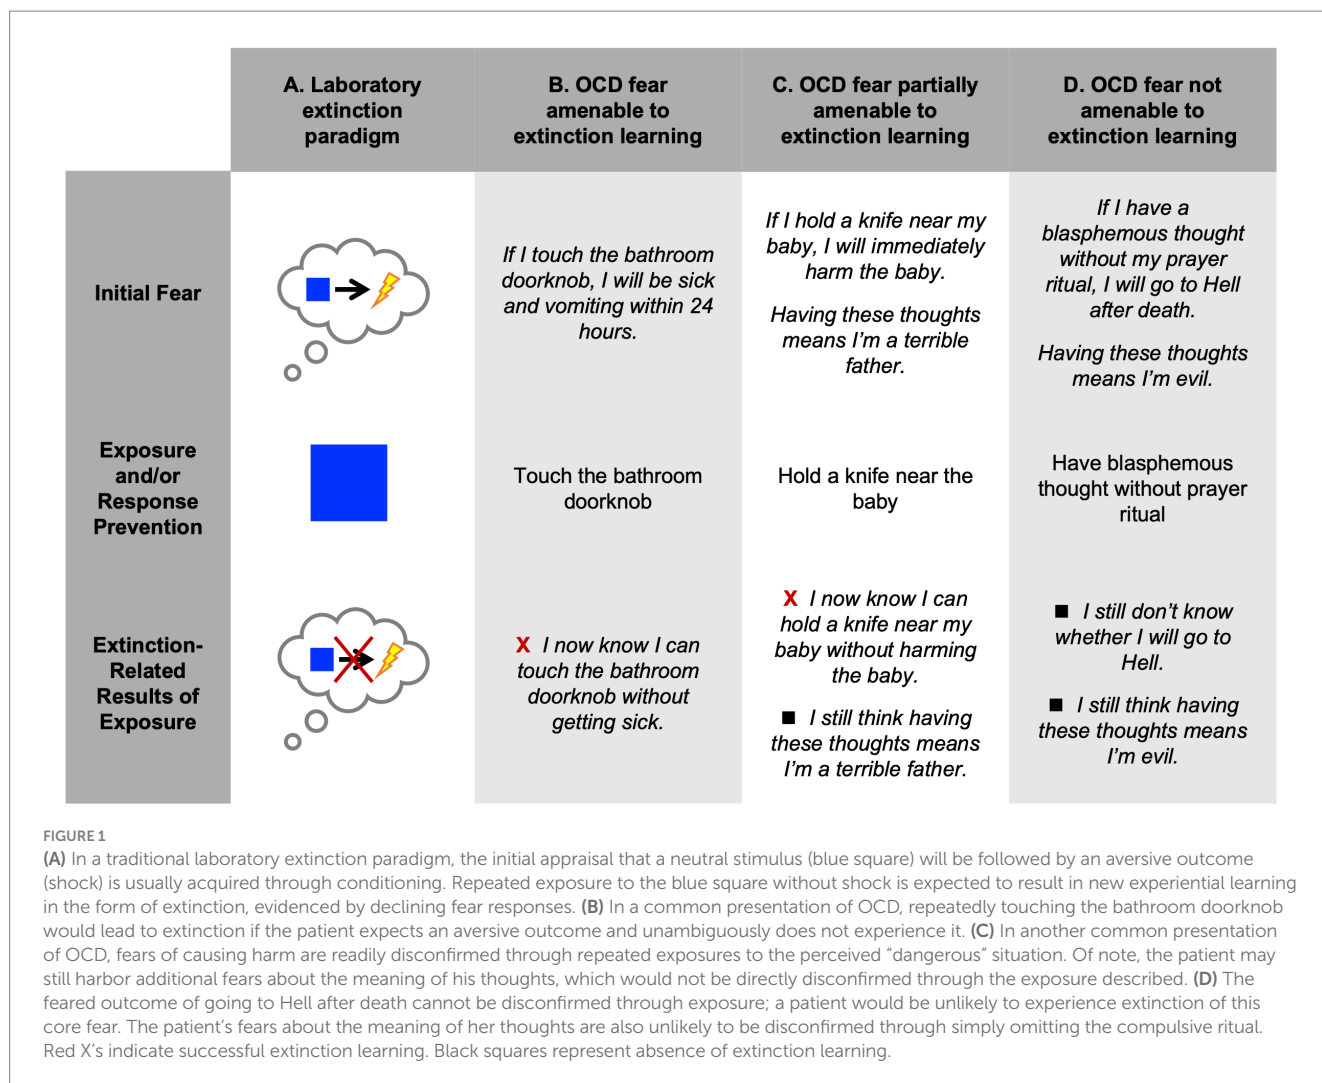 A. Laboratory
extinction
paradigm
B. OCD fear
amenable to
extinction learning
C. OCD fear partially
amenable to
extinction learning
D. OCD fear not
amenable to
extinction learning
Initial Fear
If I touch the bathroom
doorknob, I will be sick
and vomiting within 24
hours.
If I hold a knife near my
baby, I will immediately
harm the baby.
Having these thoughts
means I’m a terrible
father.
If I have a
blasphemous thought
without my prayer
ritual, I will go to Hell
after death.
Having these thoughts
means I’m evil.
Exposure
and/or
Response
Prevention
Touch the bathroom
doorknob
Hold a knife near the
baby
Have blasphemous
thought without prayer
ritual
Extinction-
Related
Results of
Exposure
X I now know I can
touch the bathroom
doorknob without
getting sick.
X I now know I can
hold a knife near my
baby without harming
the baby.
■ I still think having
these thoughts means
I’m a terrible father.
■ I still don’t know
whether I will go to
Hell.
■ I still think having
these thoughts means
I’m evil.
FIGURE 1
(A) In a traditional laboratory extinction paradigm, the initial appraisal that a neutral stimulus (blue square) will be followed by an aversive outcome
(shock) is usually acquired through conditioning. Repeated exposure to the blue square without shock is expected to result in new experiential learning
in the form of extinction, evidenced by declining fear responses. (B) In a common presentation of OCD, repeatedly touching the bathroom doorknob
would lead to extinction if the patient expects an aversive outcome and unambiguously does not experience it. (C) In another common presentation
of OCD, fears of causing harm are readily disconfirmed through repeated exposures to the perceived “dangerous” situation. Of note, the patient may
still harbor additional fears about the meaning of his thoughts, which would not be directly disconfirmed through the exposure described. (D) The
feared outcome of going to Hell after death cannot be disconfirmed through exposure; a patient would be unlikely to experience extinction of this
core fear. The patient’s fears about the meaning of her thoughts are also unlikely to be disconfirmed through simply omitting the compulsive ritual.
Red X’s indicate successful extinction learning. Black squares represent absence of extinction learning.